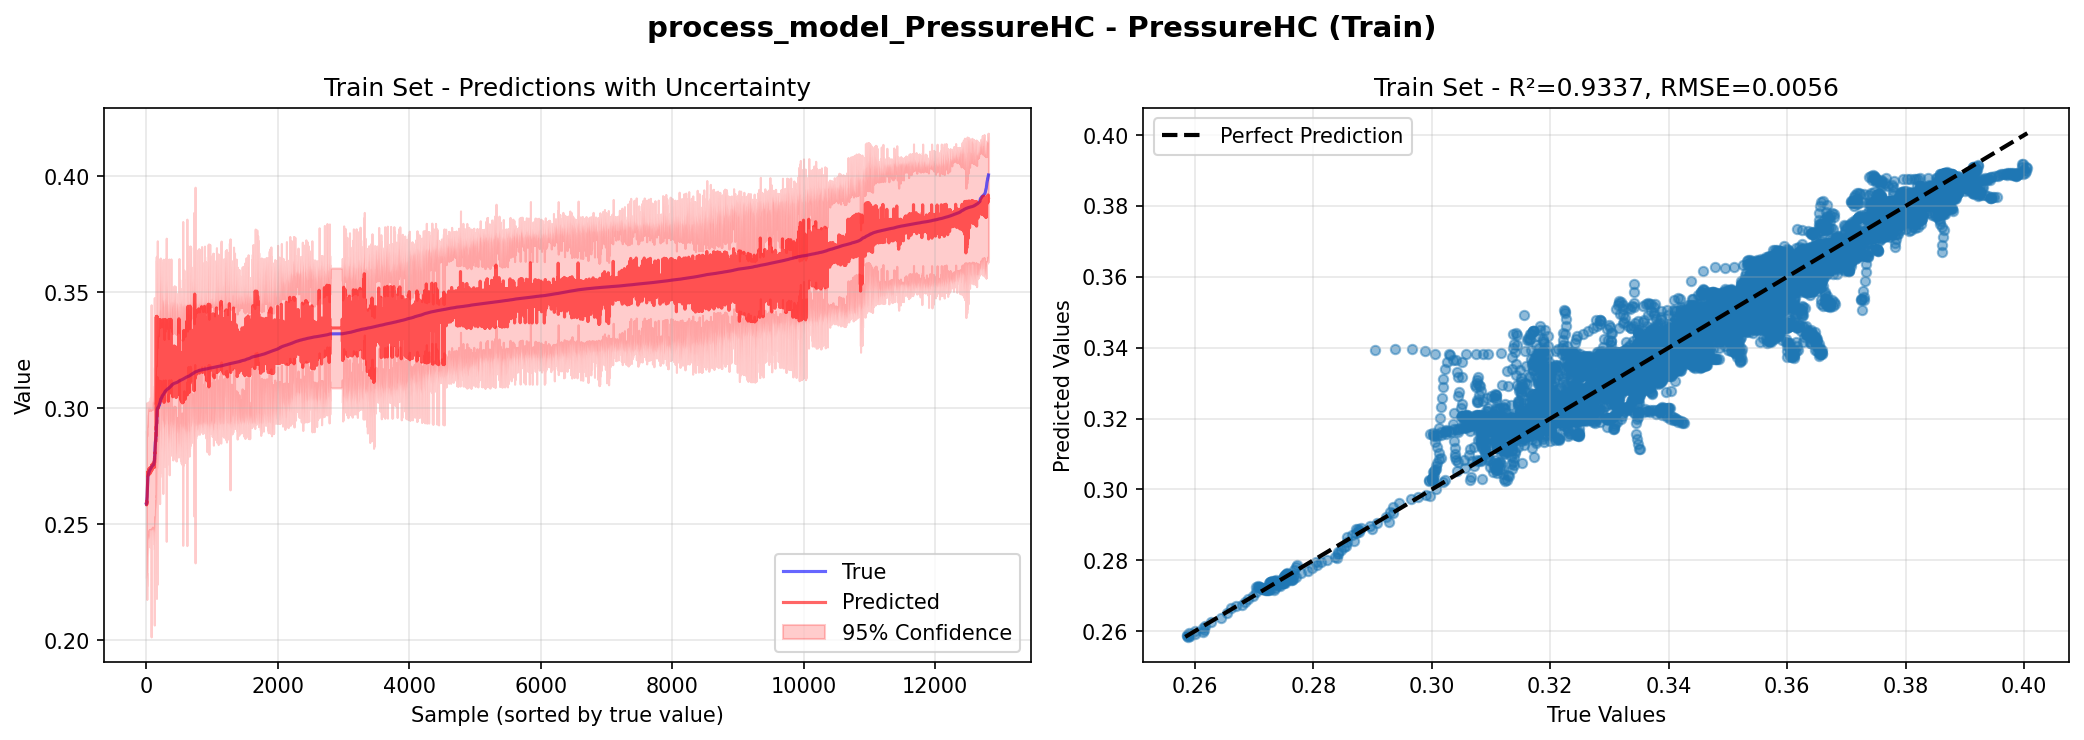 process_model_PressureHC - PressureHC (Train)
Train Set - Predictions with Uncertainty
Value
0.40
0.35
0.30
0.25
0.20
True
Predicted
95% Confidence
0 2000 4000 6000 8000 10000 12000
Sample (sorted by true value)
Train Set - R²=0.9337, RMSE=0.0056
Perfect Prediction
Predicted Values
0.40
0.38
0.36
0.34
0.32
0.30
0.28
0.26
0.26 0.28 0.30 0.32 0.34 0.36 0.38 0.40
True Values